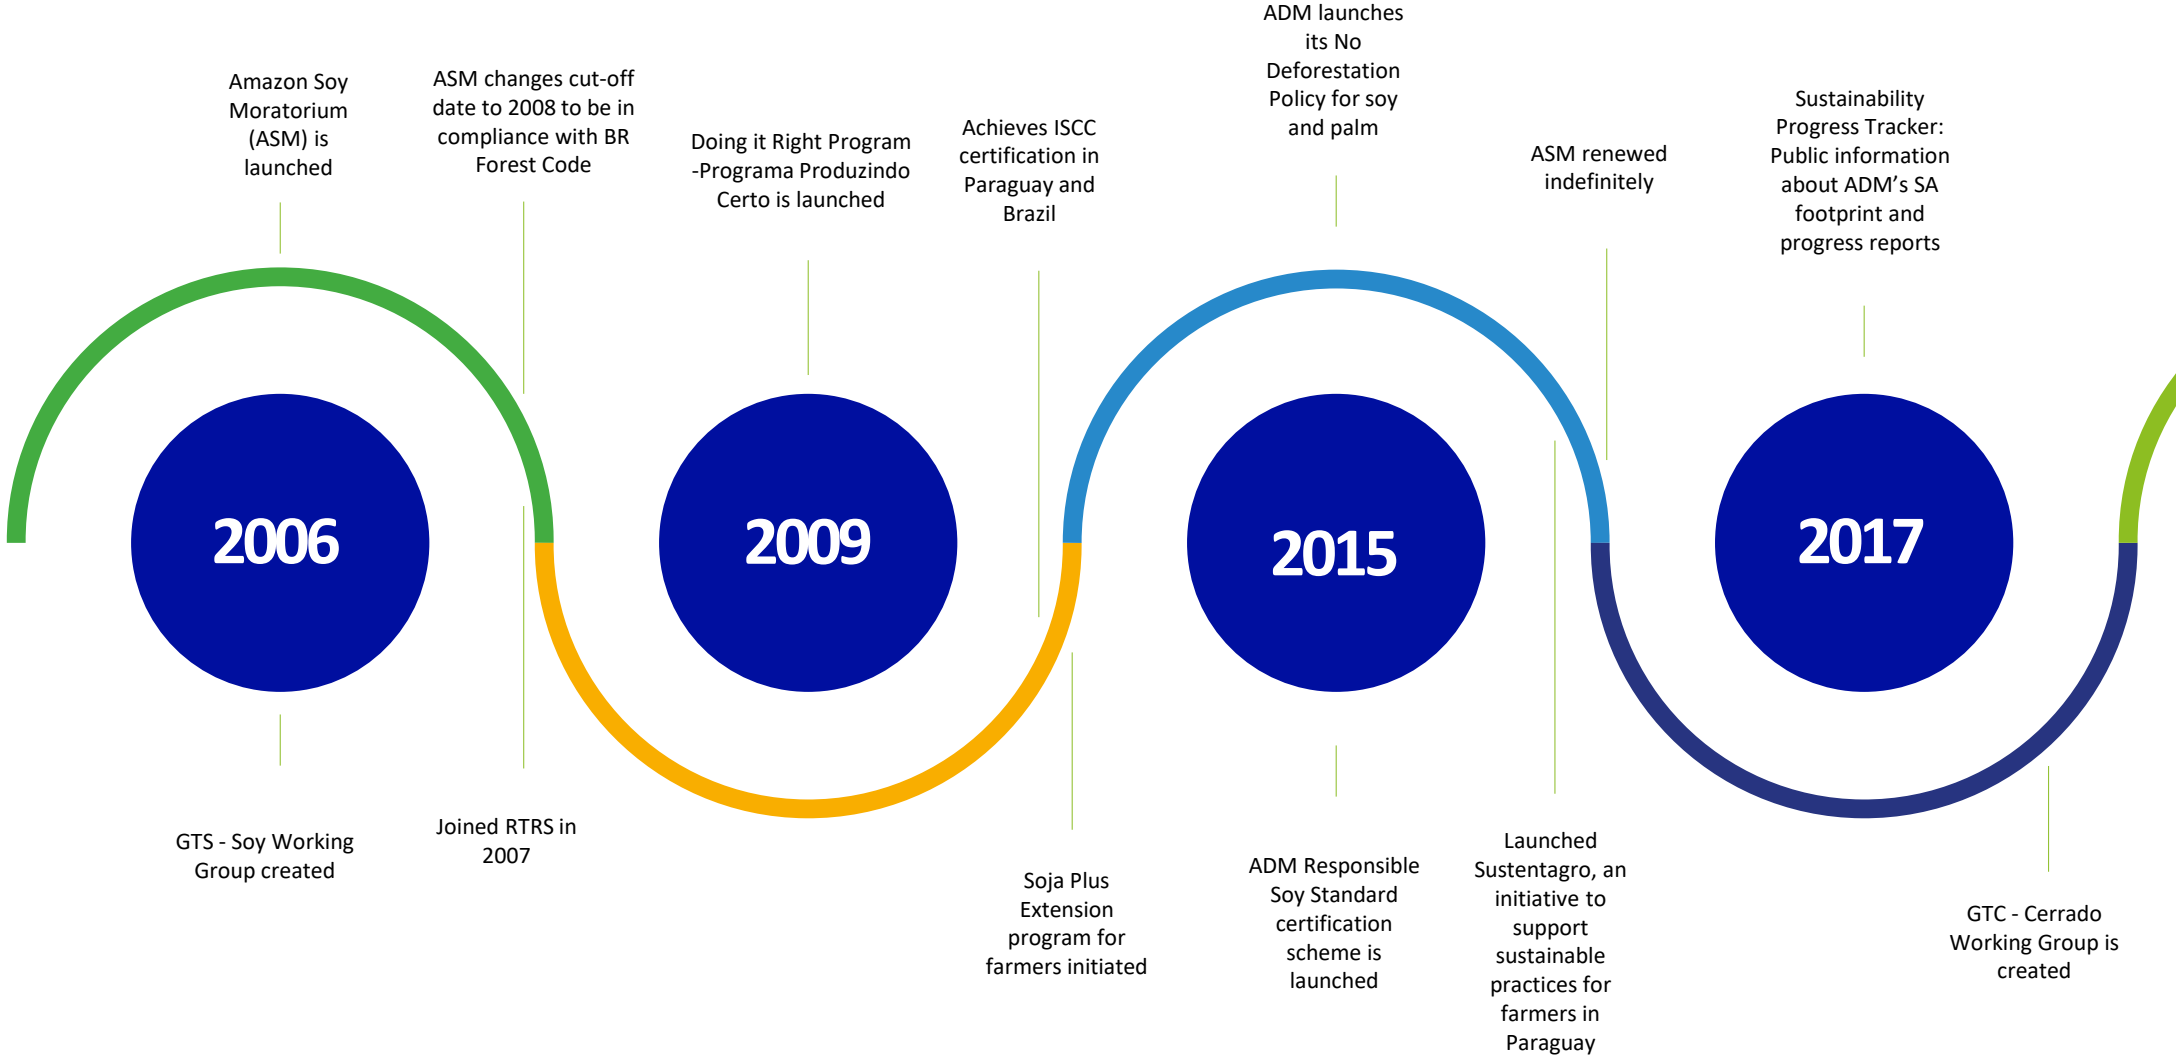 Amazon Soy
Moratorium
(ASM) is
launched
ASM changes cut-off
date to 2008 to be in
compliance with BR
Forest Code
Doing it Right Program
-Programa Produzindo
Certo is launched
Achieves ISCC
certification in
Paraguay and
Brazil
ADM launches
its No
Deforestation
Policy for soy
and palm
ASM renewed
indefinitely
Sustainability
Progress Tracker:
Public information
about ADM’s SA
footprint and
progress reports
2006
2009
2015
2017
GTS - Soy Working
Group created
Joined RTRS in
2007
Soja Plus
Extension
program for
farmers initiated
ADM Responsible
Soy Standard
certification
scheme is
launched
Launched
Sustentagro, an
initiative to
support
sustainable
practices for
farmers in
Paraguay
GTC - Cerrado
Working Group is
created